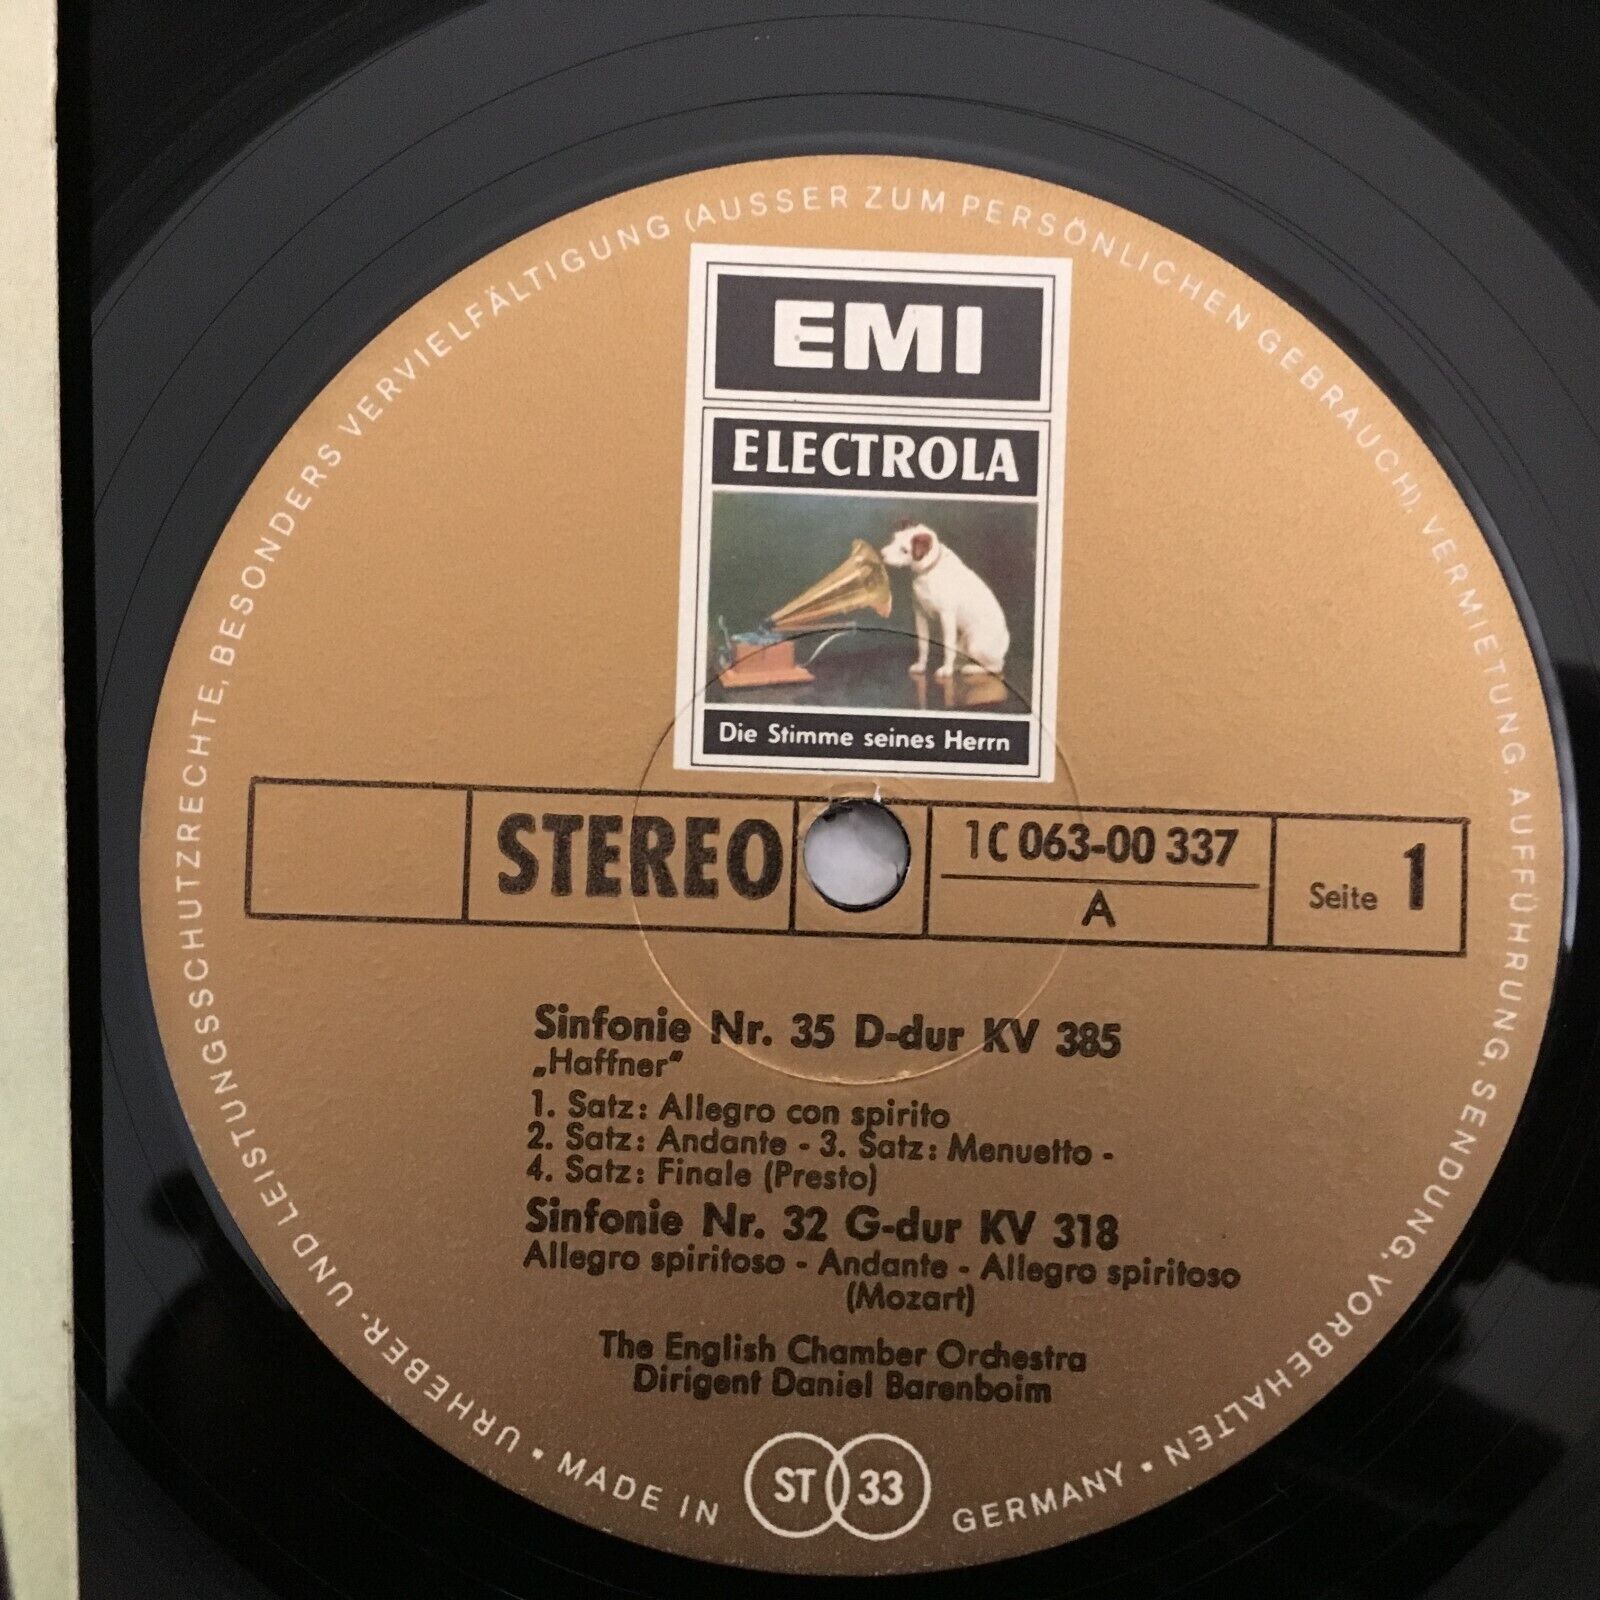 URHEBER- UND LEISTUNGSSCHUTZRECHTE, BESONDERS VERVIELFÄLTIGUNG (AUSSER ZUM PERSÖNLICHEN GEBRAUCH), VERMIETUNG, AUFFÜHRUNG, SENDUNG, VORBEHALTEN
EMI
ELECTROLA
Die Stimme seines Herrn
STEREO
1C 063-00 337
A
Seite 1
Sinfonie Nr. 35 D-dur KV 385
„Haffner“
1. Satz: Allegro con spirito
2. Satz: Andante - 3. Satz: Menuetto -
4. Satz: Finale (Presto)
Sinfonie Nr. 32 G-dur KV 318
Allegro spiritoso - Andante - Allegro spiritoso
(Mozart)
The English Chamber Orchestra
Dirigent Daniel Barenboim
• MADE IN GERMANY •
ST 33